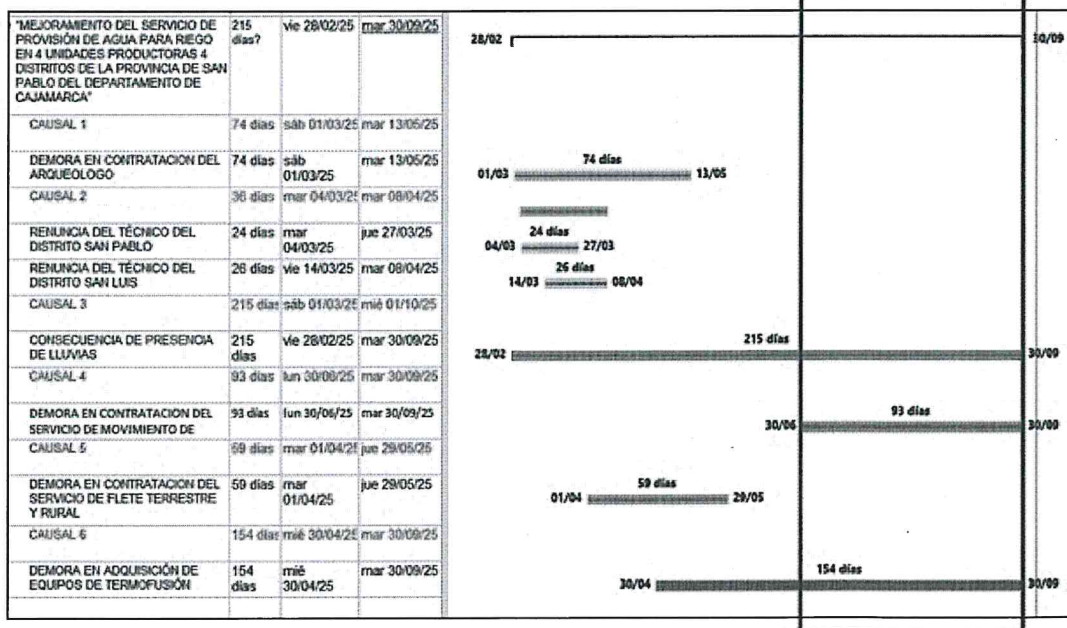 "MEJORAMIENTO DEL SERVICIO DE 215 vie 28/02/25 mar 30/09/25
PROVISIÓN DE AGUA PARA RIEGO días?
EN 4 UNIDADES PRODUCTORAS 4
DISTRITOS DE LA PROVINCIA DE SAN
PABLO DEL DEPARTAMENTO DE
CAJAMARCA"
28/02 30/09
CAUSAL 1 74 días sáb 01/03/25 mar 13/05/25
DEMORA EN CONTRATACION DEL 74 días sáb mar 13/05/25
ARQUEOLOGO 01/03/25
74 días
01/03 13/05
CAUSAL 2 36 días mar 04/03/25 mar 08/04/25
RENUNCIA DEL TÉCNICO DEL 24 días mar jue 27/03/25
DISTRITO SAN PABLO 04/03/25
24 días
04/03 27/03
RENUNCIA DEL TÉCNICO DEL 26 días vie 14/03/25 mar 08/04/25
DISTRITO SAN LUIS
26 días
14/03 08/04
CAUSAL 3 215 días sáb 01/03/25 mié 01/10/25
CONSECUENCIA DE PRESENCIA 215 vie 28/02/25 mar 30/09/25
DE LLUVIAS días
215 días
28/02 30/09
CAUSAL 4 93 días lun 30/06/25 mar 30/09/25
DEMORA EN CONTRATACION DEL 93 días lun 30/06/25 mar 30/09/25
SERVICIO DE MOVIMIENTO DE
93 días
30/06 30/09
CAUSAL 5 59 días mar 01/04/25 jue 29/05/25
DEMORA EN CONTRATACION DEL 59 días mar jue 29/05/25
SERVICIO DE FLETE TERRESTRE 01/04/25
Y RURAL
59 días
01/04 29/05
CAUSAL 6 154 días mié 30/04/25 mar 30/09/25
DEMORA EN ADQUISICIÓN DE 154 mié mar 30/09/25
EQUIPOS DE TERMOFUSIÓN días 30/04/25
154 días
30/04 30/09